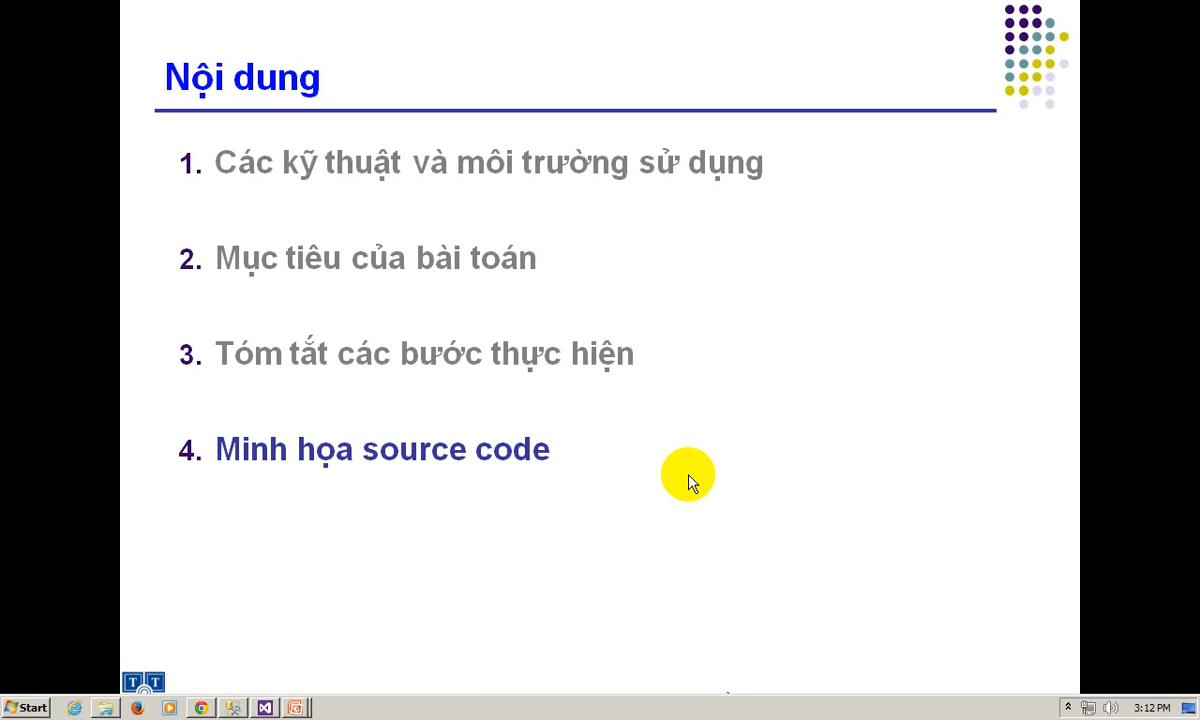 Nội dung
1. Các kỹ thuật và môi trường sử dụng
2. Mục tiêu của bài toán
3. Tóm tắt các bước thực hiện
4. Minh họa source code
T T
Start
3:12 PM